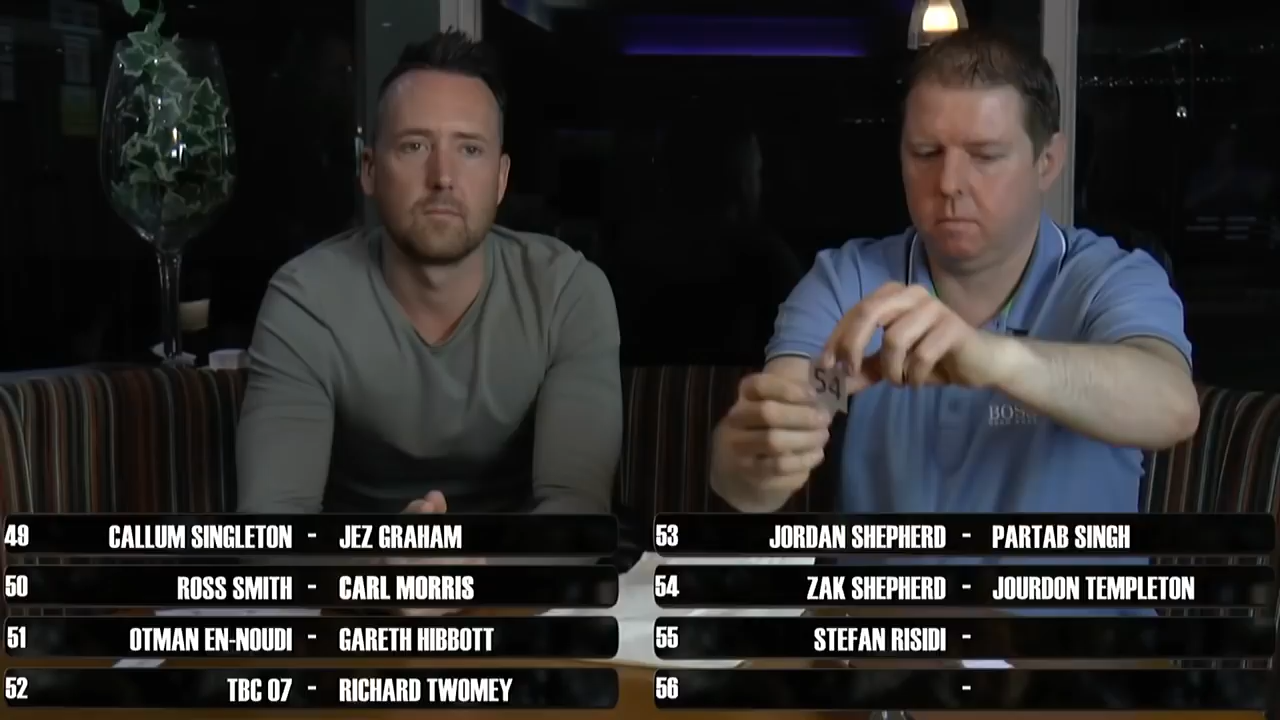 54
BOSS
49 CALLUM SINGLETON - JEZ GRAHAM
50 ROSS SMITH - CARL MORRIS
51 OTMAN EN-NOUDI - GARETH HIBBOTT
52 TBC 07 - RICHARD TWOMEY
53 JORDAN SHEPHERD - PARTAB SINGH
54 ZAK SHEPHERD - JOURDON TEMPLETON
55 STEFAN RISIDI -
56 -